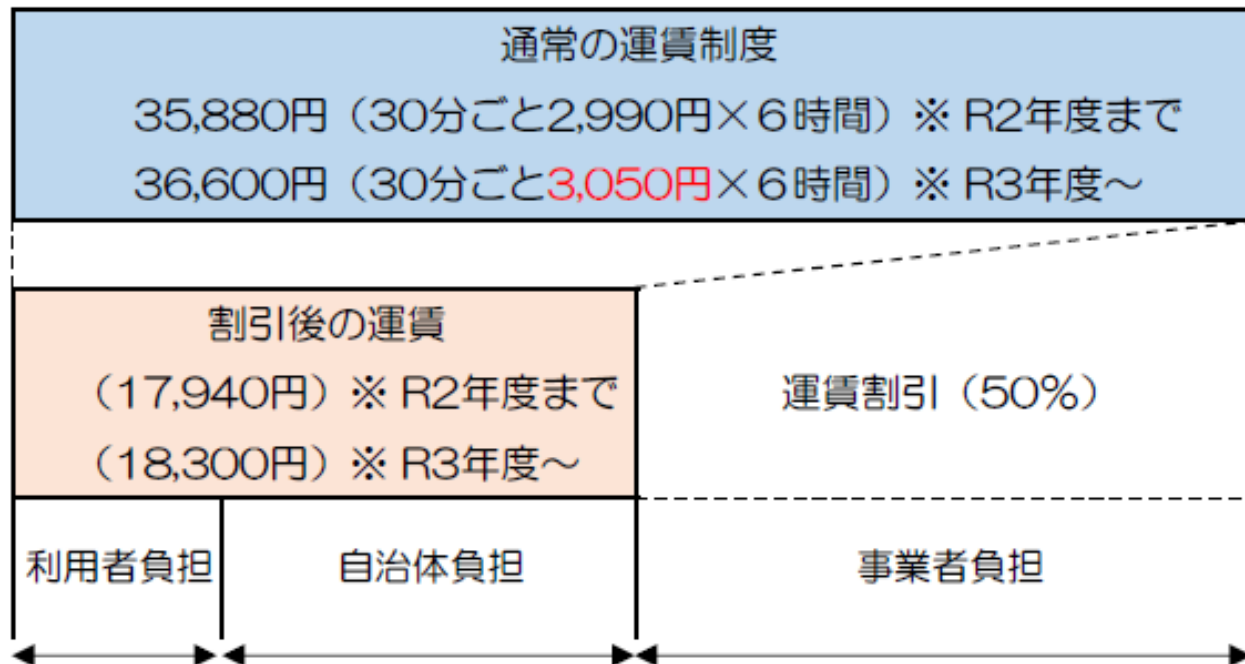 通常の運賃制度
35,880円（30分ごと2,990円×６時間）※ R2年度まで
36,600円（30分ごと3,050円×６時間）※ R3年度～
割引後の運賃
（17,940円）※ R2年度まで
（18,300円）※ R3年度～
運賃割引（50％）
利用者負担
自治体負担
事業者負担